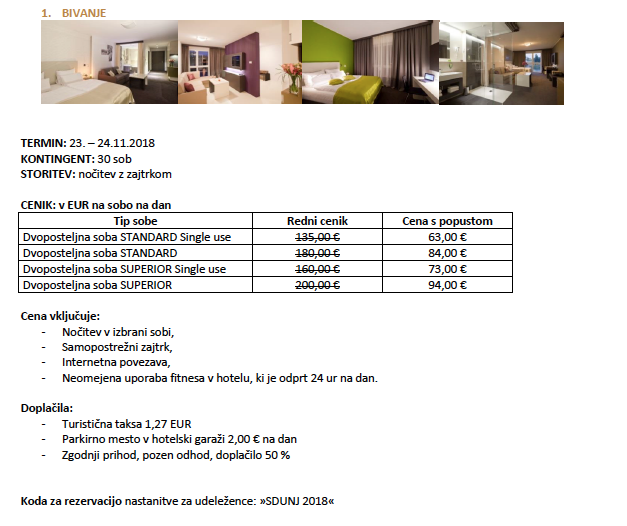 1. BIVANJE
TERMIN: 23. – 24.11.2018
KONTINGENT: 30 sob
STORITEV: nočitev z zajtrkom
CENIK: v EUR na sobo na dan
Tip sobe Redni cenik Cena s popustom
Dvoposteljna soba STANDARD Single use 135,00 € 63,00 €
Dvoposteljna soba STANDARD 180,00 € 84,00 €
Dvoposteljna soba SUPERIOR Single use 160,00 € 73,00 €
Dvoposteljna soba SUPERIOR 200,00 € 94,00 €
Cena vključuje:
- Nočitev v izbrani sobi,
- Samopostrežni zajtrk,
- Internetna povezava,
- Neomejena uporaba fitnesa v hotelu, ki je odprt 24 ur na dan.
Doplačila:
- Turistična taksa 1,27 EUR
- Parkirno mesto v hotelski garaži 2,00 € na dan
- Zgodnji prihod, pozen odhod, doplačilo 50 %
Koda za rezervacijo nastanitve za udeležence: »SDUNJ 2018«